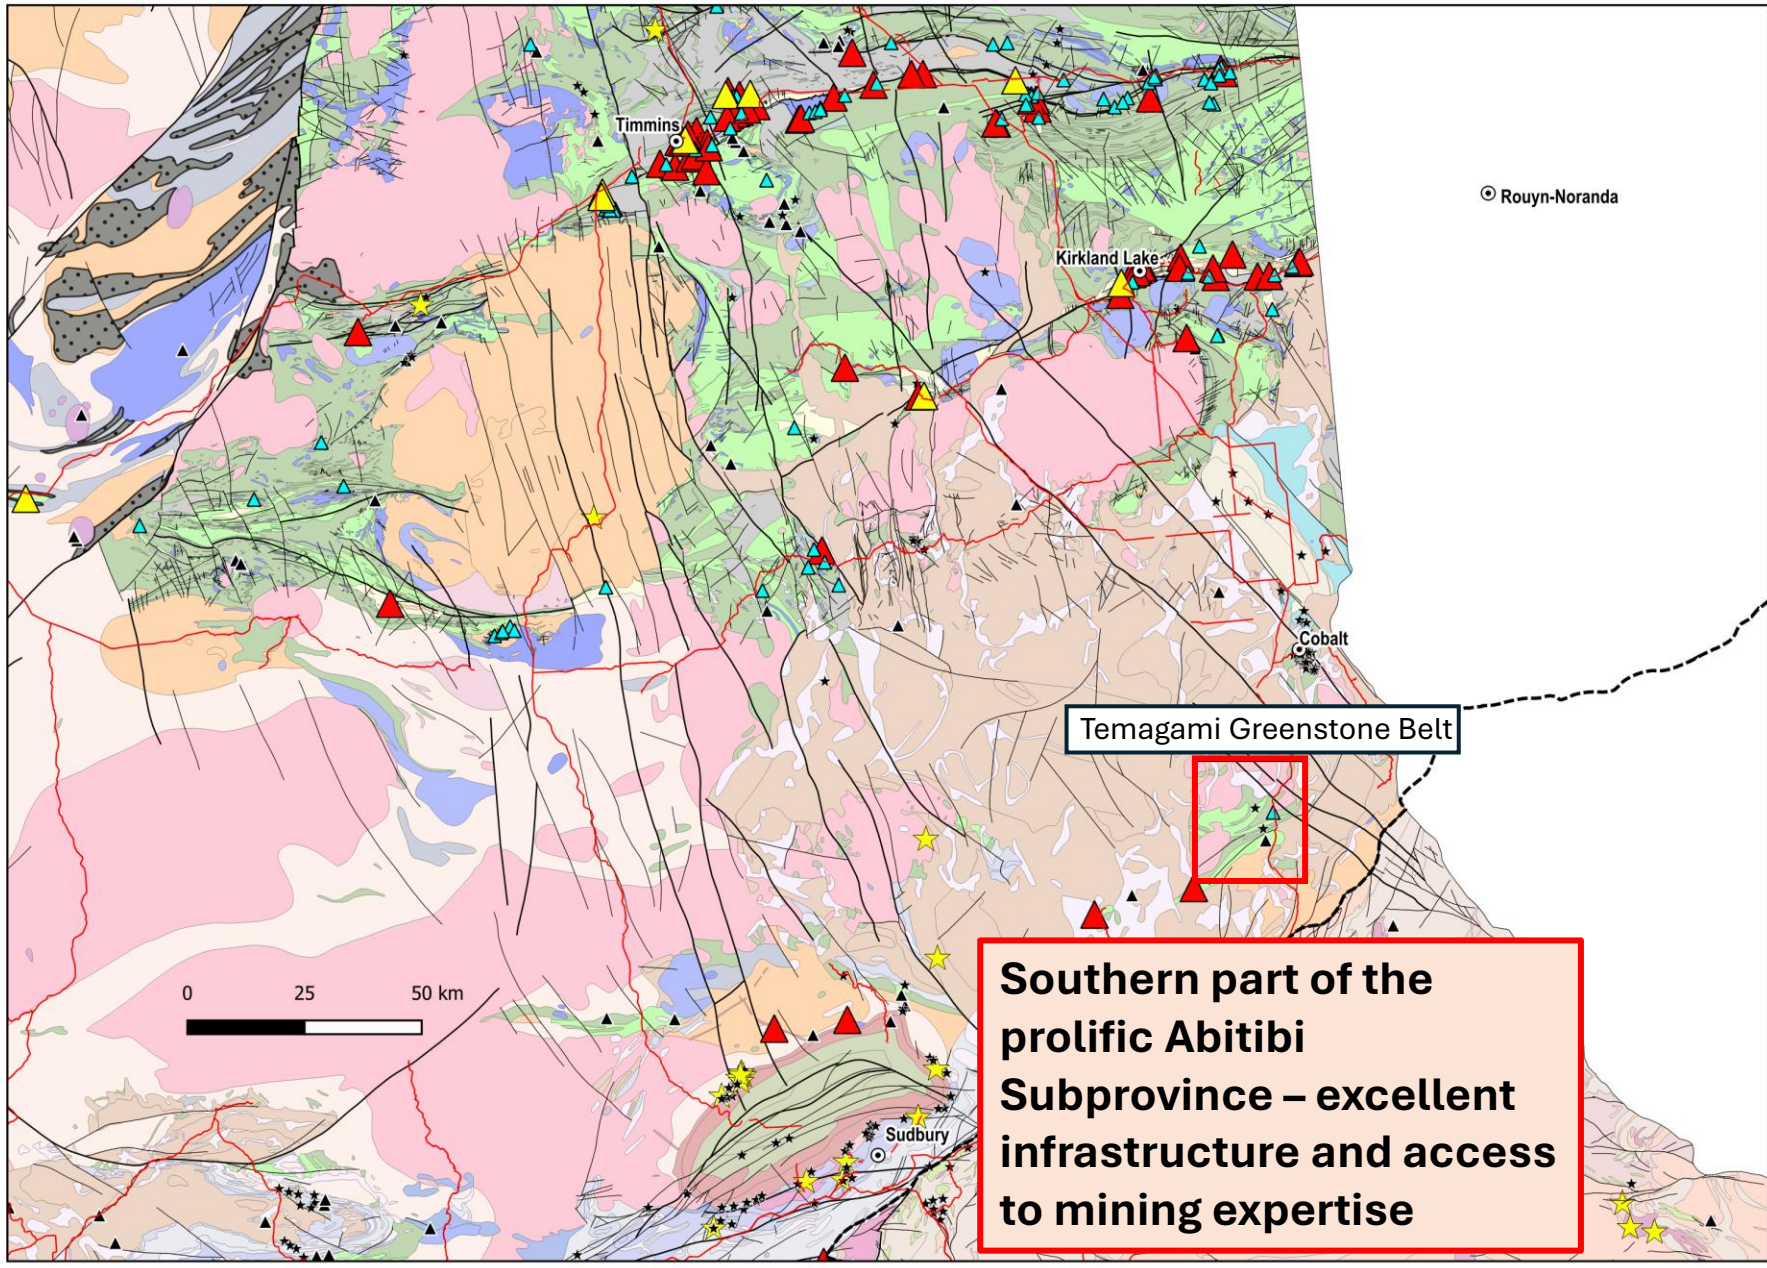 Timmins
Rouyn-Noranda
Kirkland Lake
Cobalt
Temagami Greenstone Belt
0 25 50 km
Southern part of the
prolific Abitibi
Subprovince – excellent
infrastructure and access
to mining expertise
Sudbury